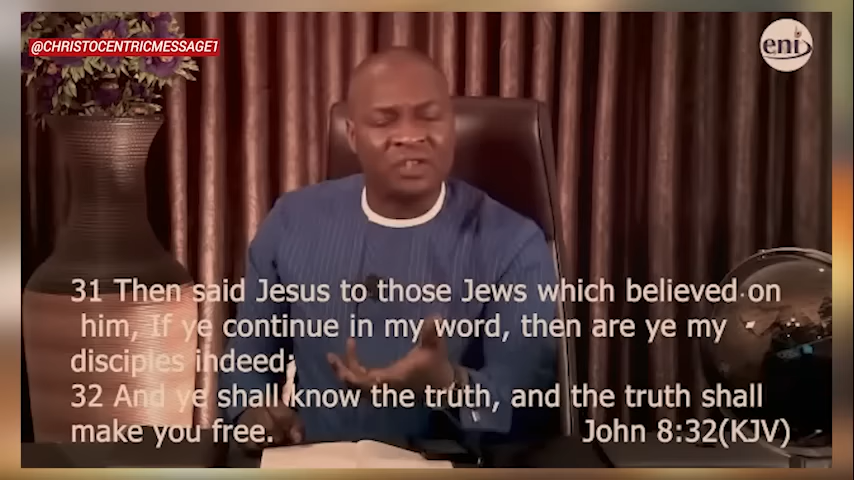 @CHRISTOCENTRICMESSAGE1
eni
31 Then said Jesus to those Jews which believed on
him, If ye continue in my word, then are ye my
disciples indeed;
32 And ye shall know the truth, and the truth shall
make you free. John 8:32(KJV)